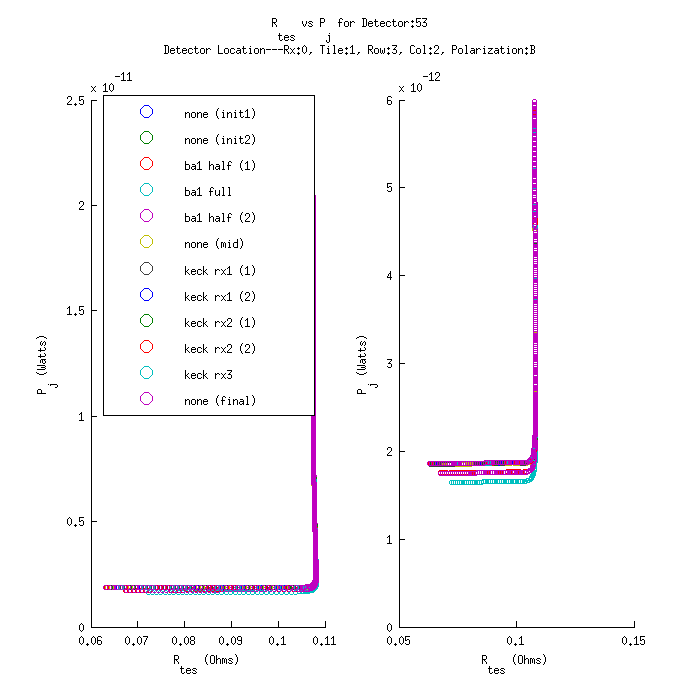 R tes vs P j for Detector:53
Detector Location---Rx:0, Tile:1, Row:3, Col:2, Polarization:B
x 10^-11
2.5
2
1.5
1
0.5
0
0.06 0.07 0.08 0.09 0.1 0.11
P j (Watts)
R tes (Ohms)
none (init1)
none (init2)
ba1 half (1)
ba1 full
ba1 half (2)
none (mid)
keck rx1 (1)
keck rx1 (2)
keck rx2 (1)
keck rx2 (2)
keck rx3
none (final)
x 10^-12
6
5
4
3
2
1
0
0.05 0.1 0.15
P j (Watts)
R tes (Ohms)